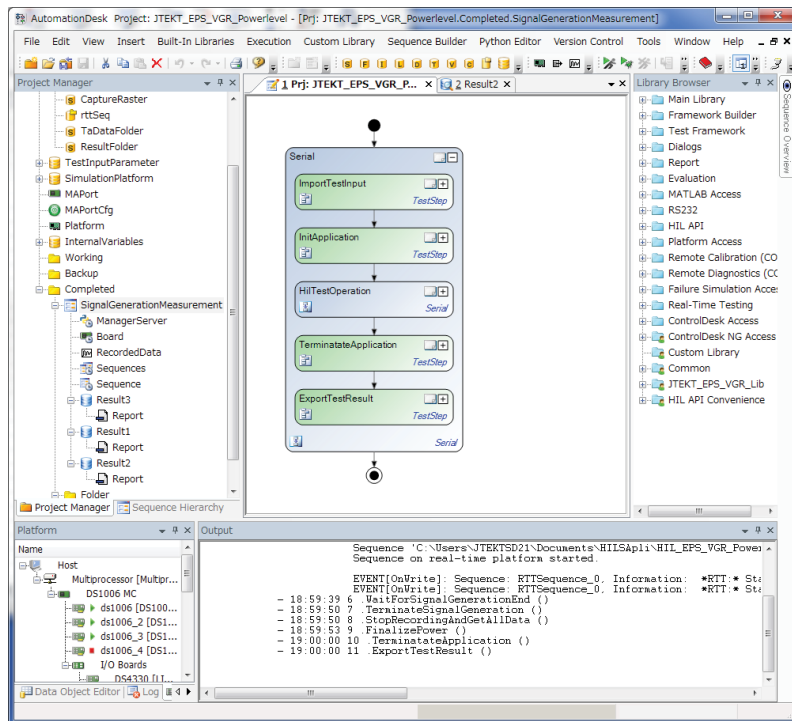 AutomationDesk Project: JTEKT_EPS_VGR_Powerlevel - [Prj: JTEKT_EPS_VGR_Powerlevel.Completed.SignalGenerationMeasurement]
File Edit View Insert Built-In Libraries Execution Custom Library Sequence Builder Python Editor Version Control Tools Window Help
Project Manager
CaptureRaster
rttSeq
TaDataFolder
ResultFolder
TestInputParameter
SimulationPlatform
MAPort
MAPortCfg
Platform
InternalVariables
Working
Backup
Completed
SignalGenerationMeasurement
ManagerServer
Board
RecordedData
Sequences
Sequence
Result3
Report
Result1
Report
Result2
Report
Folder
Project Manager Sequence Hierarchy
1 Prj: JTEKT_EPS_VGR_P... 2 Result2
Serial
ImportTestInput
TestStep
InitApplication
TestStep
HilTestOperation
Serial
TerminatateApplication
TestStep
ExportTestResult
TestStep
Serial
Library Browser
Main Library
Framework Builder
Test Framework
Dialogs
Report
Evaluation
MATLAB Access
RS232
HIL API
Platform Access
Remote Calibration (CO
Remote Diagnostics (CC
Failure Simulation Acce
Real-Time Testing
ControlDesk Access
ControlDesk NG Access
Custom Library
Common
JTEKT_EPS_VGR_Lib
HIL API Convenience
Sequence Overview
Platform
Name
Host
Multiprocessor [Multipr...
DS1006 MC
ds1006 [DS100...
ds1006_2 [DS1...
ds1006_3 [DS1...
ds1006_4 [DS1...
I/O Boards
DS4330 [LI...
Data Object Editor Log
Output
Sequence 'C:\Users\JTEKTSD21\Documents\HILSApli\HIL_EPS_VGR_Power
Sequence on real-time platform started.
EVENT[OnWrite]: Sequence: RTTSequence_0, Information: *RTT:* Sta
EVENT[OnWrite]: Sequence: RTTSequence_0, Information: *RTT:* Sta
- 18:59:39 6 .WaitForSignalGenerationEnd ()
- 18:59:50 7 .TerminateSignalGeneration ()
- 18:59:50 8 .StopRecordingAndGetAllData ()
- 18:59:53 9 .FinalizePower ()
- 19:00:00 10 .TerminatateApplication ()
- 19:00:00 11 .ExportTestResult ()